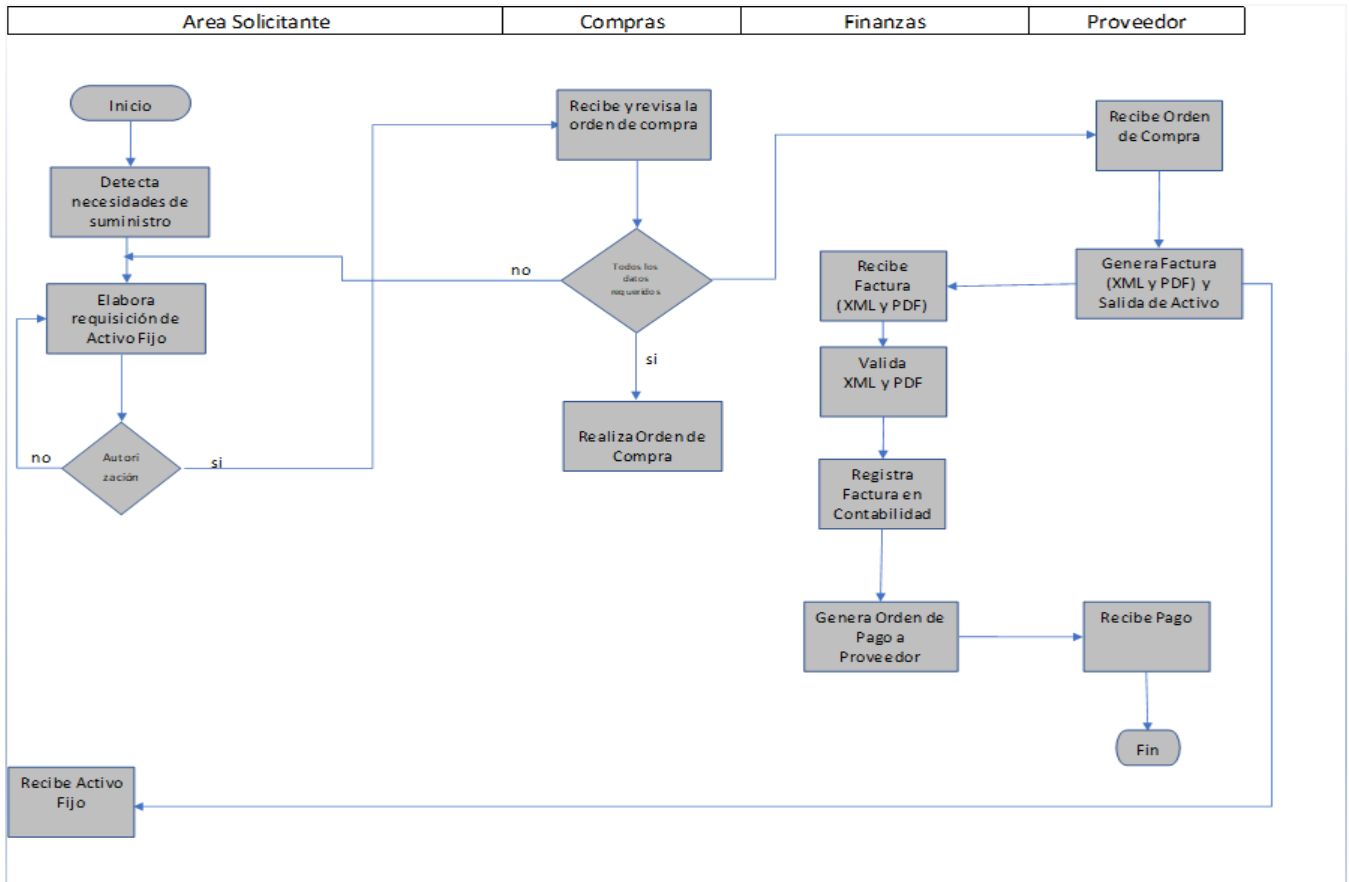 Area Solicitante
Compras
Finanzas
Proveedor
Inicio
Detecta
necesidades de
suministro
Elabora
requisición de
Activo Fijo
no
Autori
zación
si
Recibe y revisa la
orden de compra
no
Todos los
datos
requeridos
si
Realiza Orden de
Compra
Recibe Orden
de Compra
Genera Factura
(XML y PDF) y
Salida de Activo
Recibe
Factura
(XML y PDF)
Valida
XML y PDF
Registra
Factura en
Contabilidad
Genera Orden de
Pago a
Proveedor
Recibe Pago
Fin
Recibe Activo
Fijo